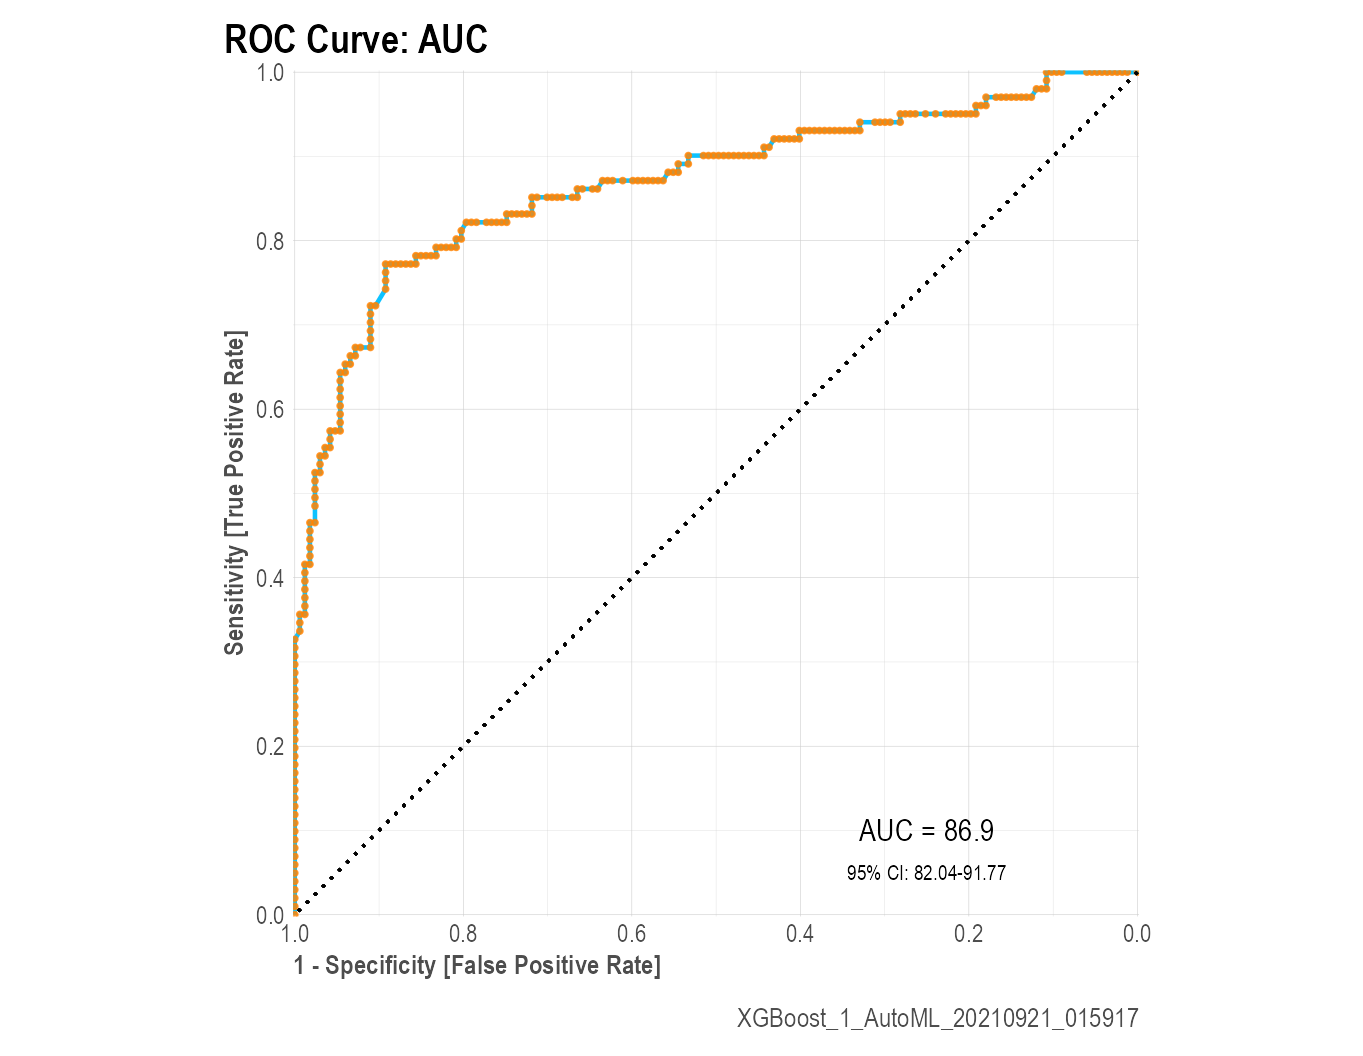 ROC Curve: AUC
1.0
0.8
0.6
0.4
0.2
0.0
Sensitivity [True Positive Rate]
AUC = 86.9
95% CI: 82.04-91.77
1.0 0.8 0.6 0.4 0.2 0.0
1 - Specificity [False Positive Rate]
XGBoost_1_AutoML_20210921_015917